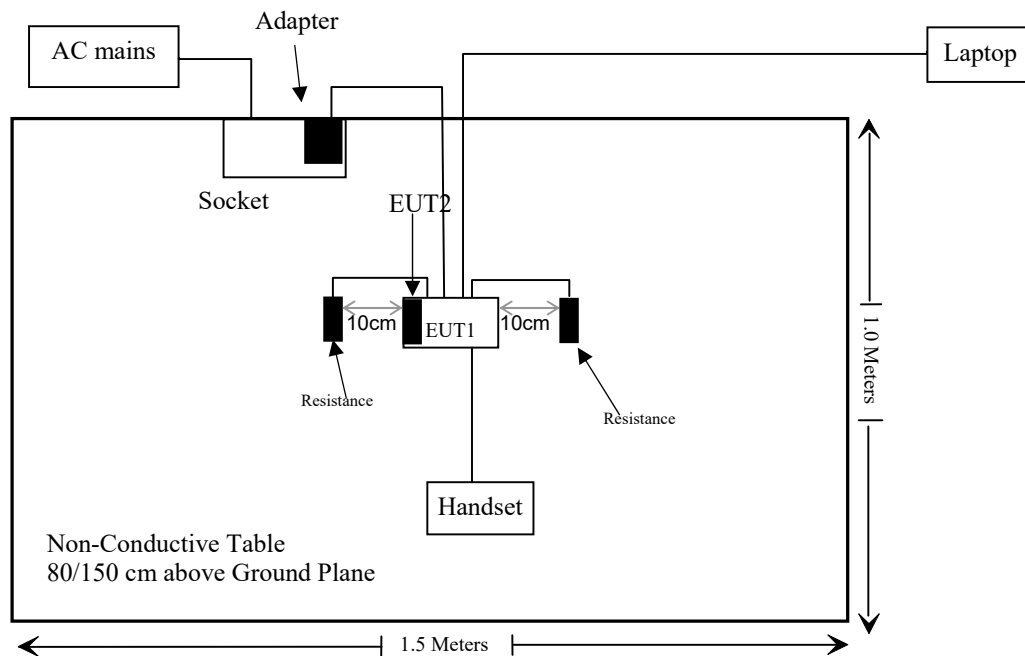 Adapter
AC mains
Laptop
Socket
EUT2
10cm
EUT1
10cm
Resistance
Resistance
1.0 Meters
Handset
Non-Conductive Table
80/150 cm above Ground Plane
1.5 Meters